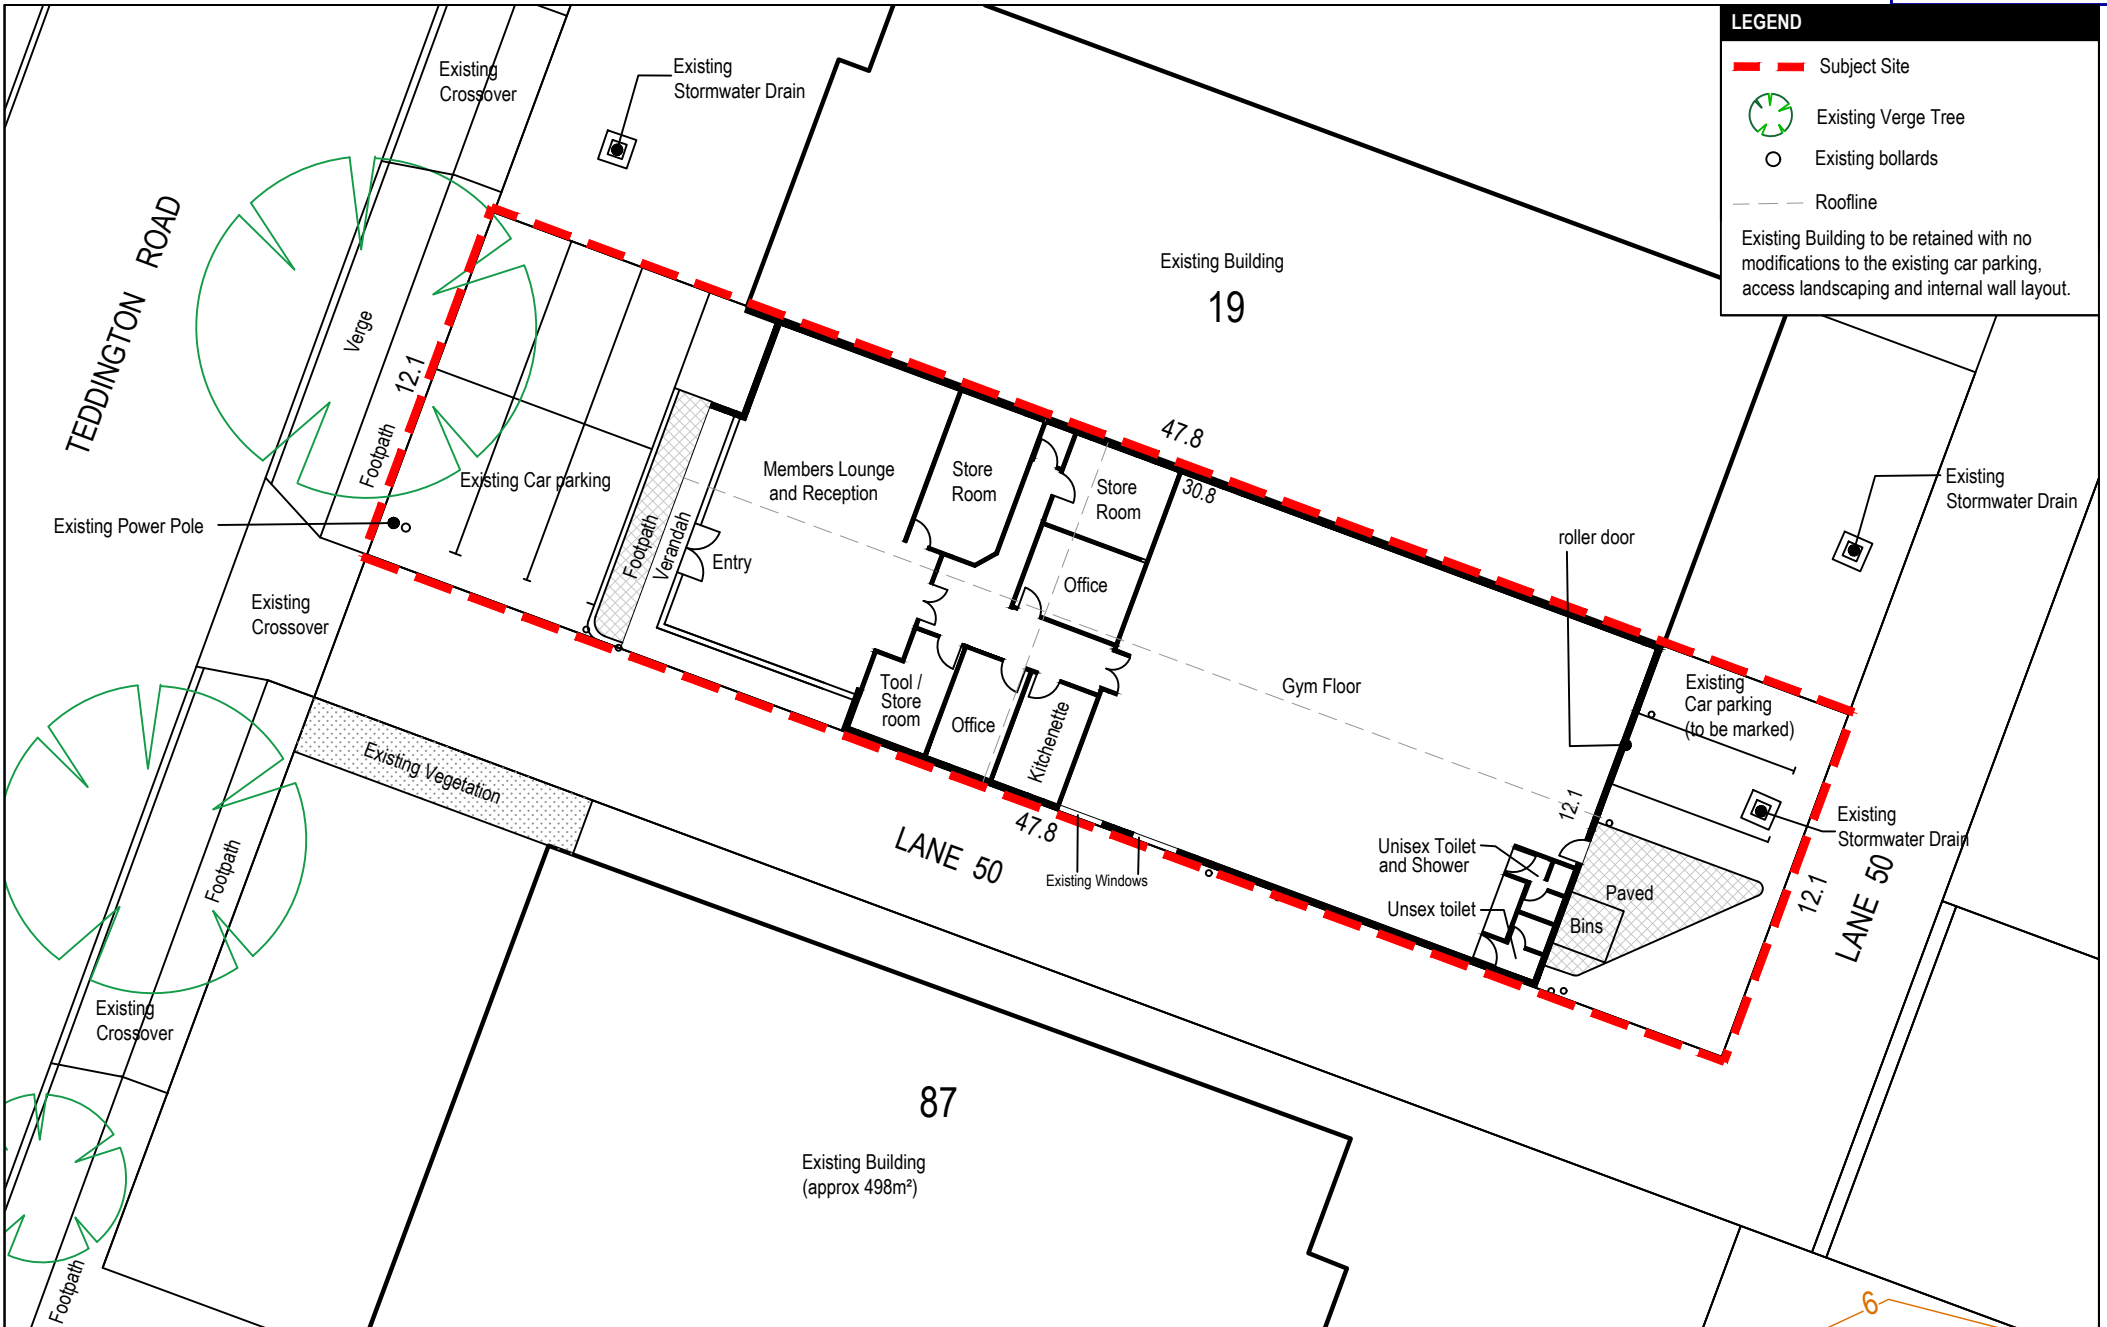 LEGEND
Subject Site
Existing Verge Tree
Existing bollards
Roofline
Existing Building to be retained with no
modifications to the existing car parking,
access landscaping and internal wall layout.
Existing
Crossover
Existing
Stormwater Drain
TEDDINGTON ROAD
Verge
12.1
Footpath
Existing Building
19
47.8
30.8
Existing Car parking
Existing Power Pole
Footpath
Verandah
Entry
Members Lounge
and Reception
Store
Room
Store
Room
Office
roller door
Existing
Stormwater Drain
Existing
Crossover
Tool /
Store
room
Office
Kitchenette
Gym Floor
Existing
Car parking
(to be marked)
Existing Vegetation
47.8
LANE 50
Existing Windows
12.1
Unisex Toilet
and Shower
Unsex toilet
Paved
Bins
Existing
Stormwater Drain
12.1
LANE 50
Footpath
Existing
Crossover
87
Existing Building
(approx 498m²)
Footpath
6